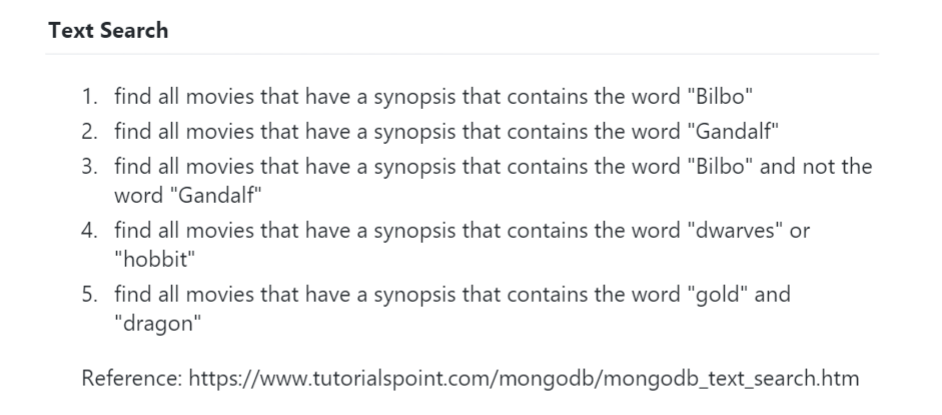 Text Search
1. find all movies that have a synopsis that contains the word "Bilbo"
2. find all movies that have a synopsis that contains the word "Gandalf"
3. find all movies that have a synopsis that contains the word "Bilbo" and not the
word "Gandalf"
4. find all movies that have a synopsis that contains the word "dwarves" or
"hobbit"
5. find all movies that have a synopsis that contains the word "gold" and
"dragon"
Reference: https://www.tutorialspoint.com/mongodb/mongodb_text_search.htm